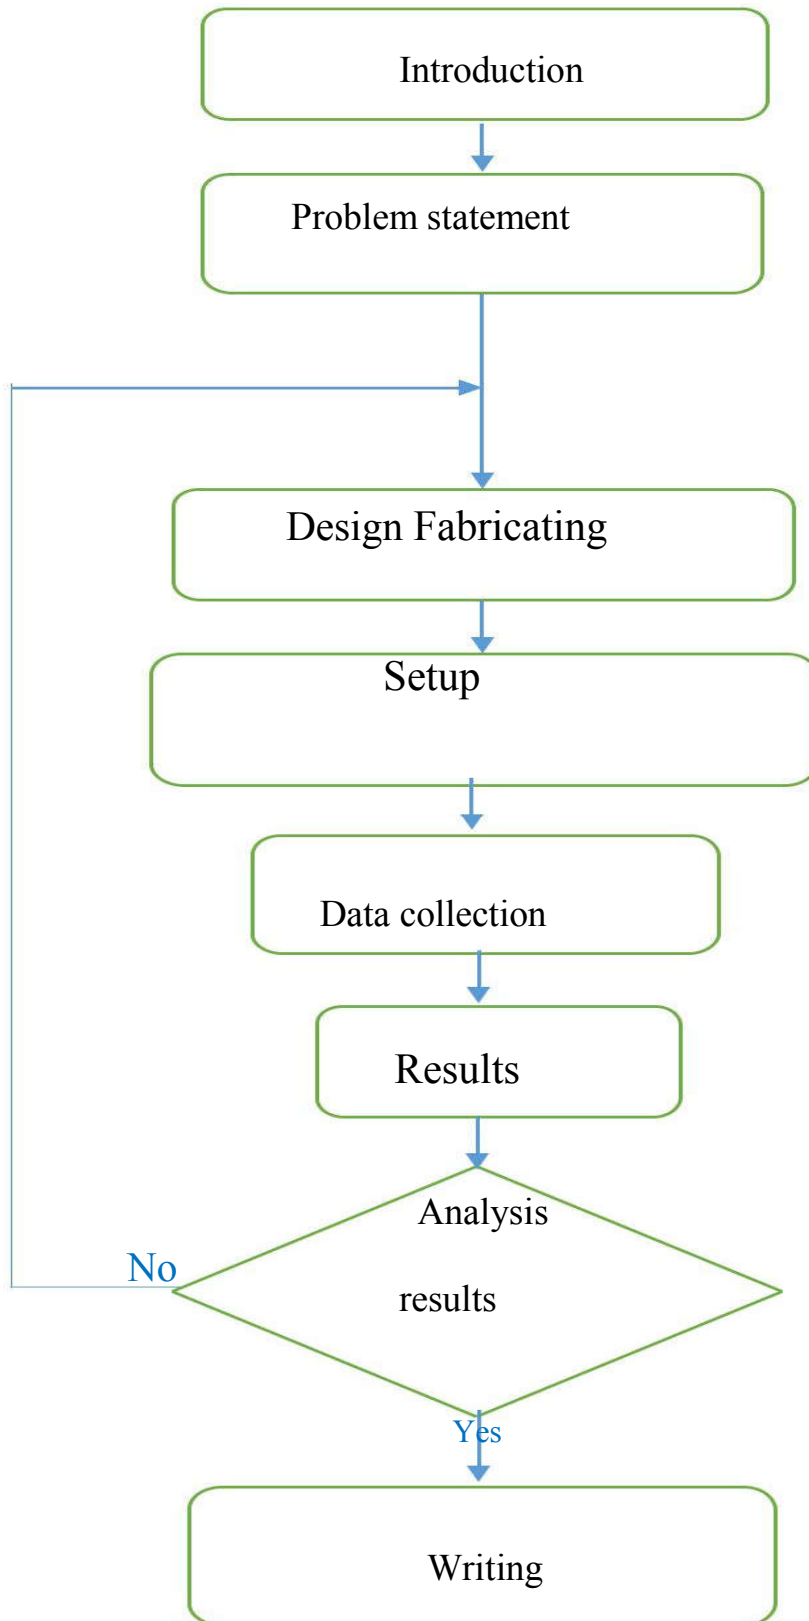 Introduction
Problem statement
Design Fabricating
Setup
Data collection
Results
Analysis
results
No
Yes
Writing